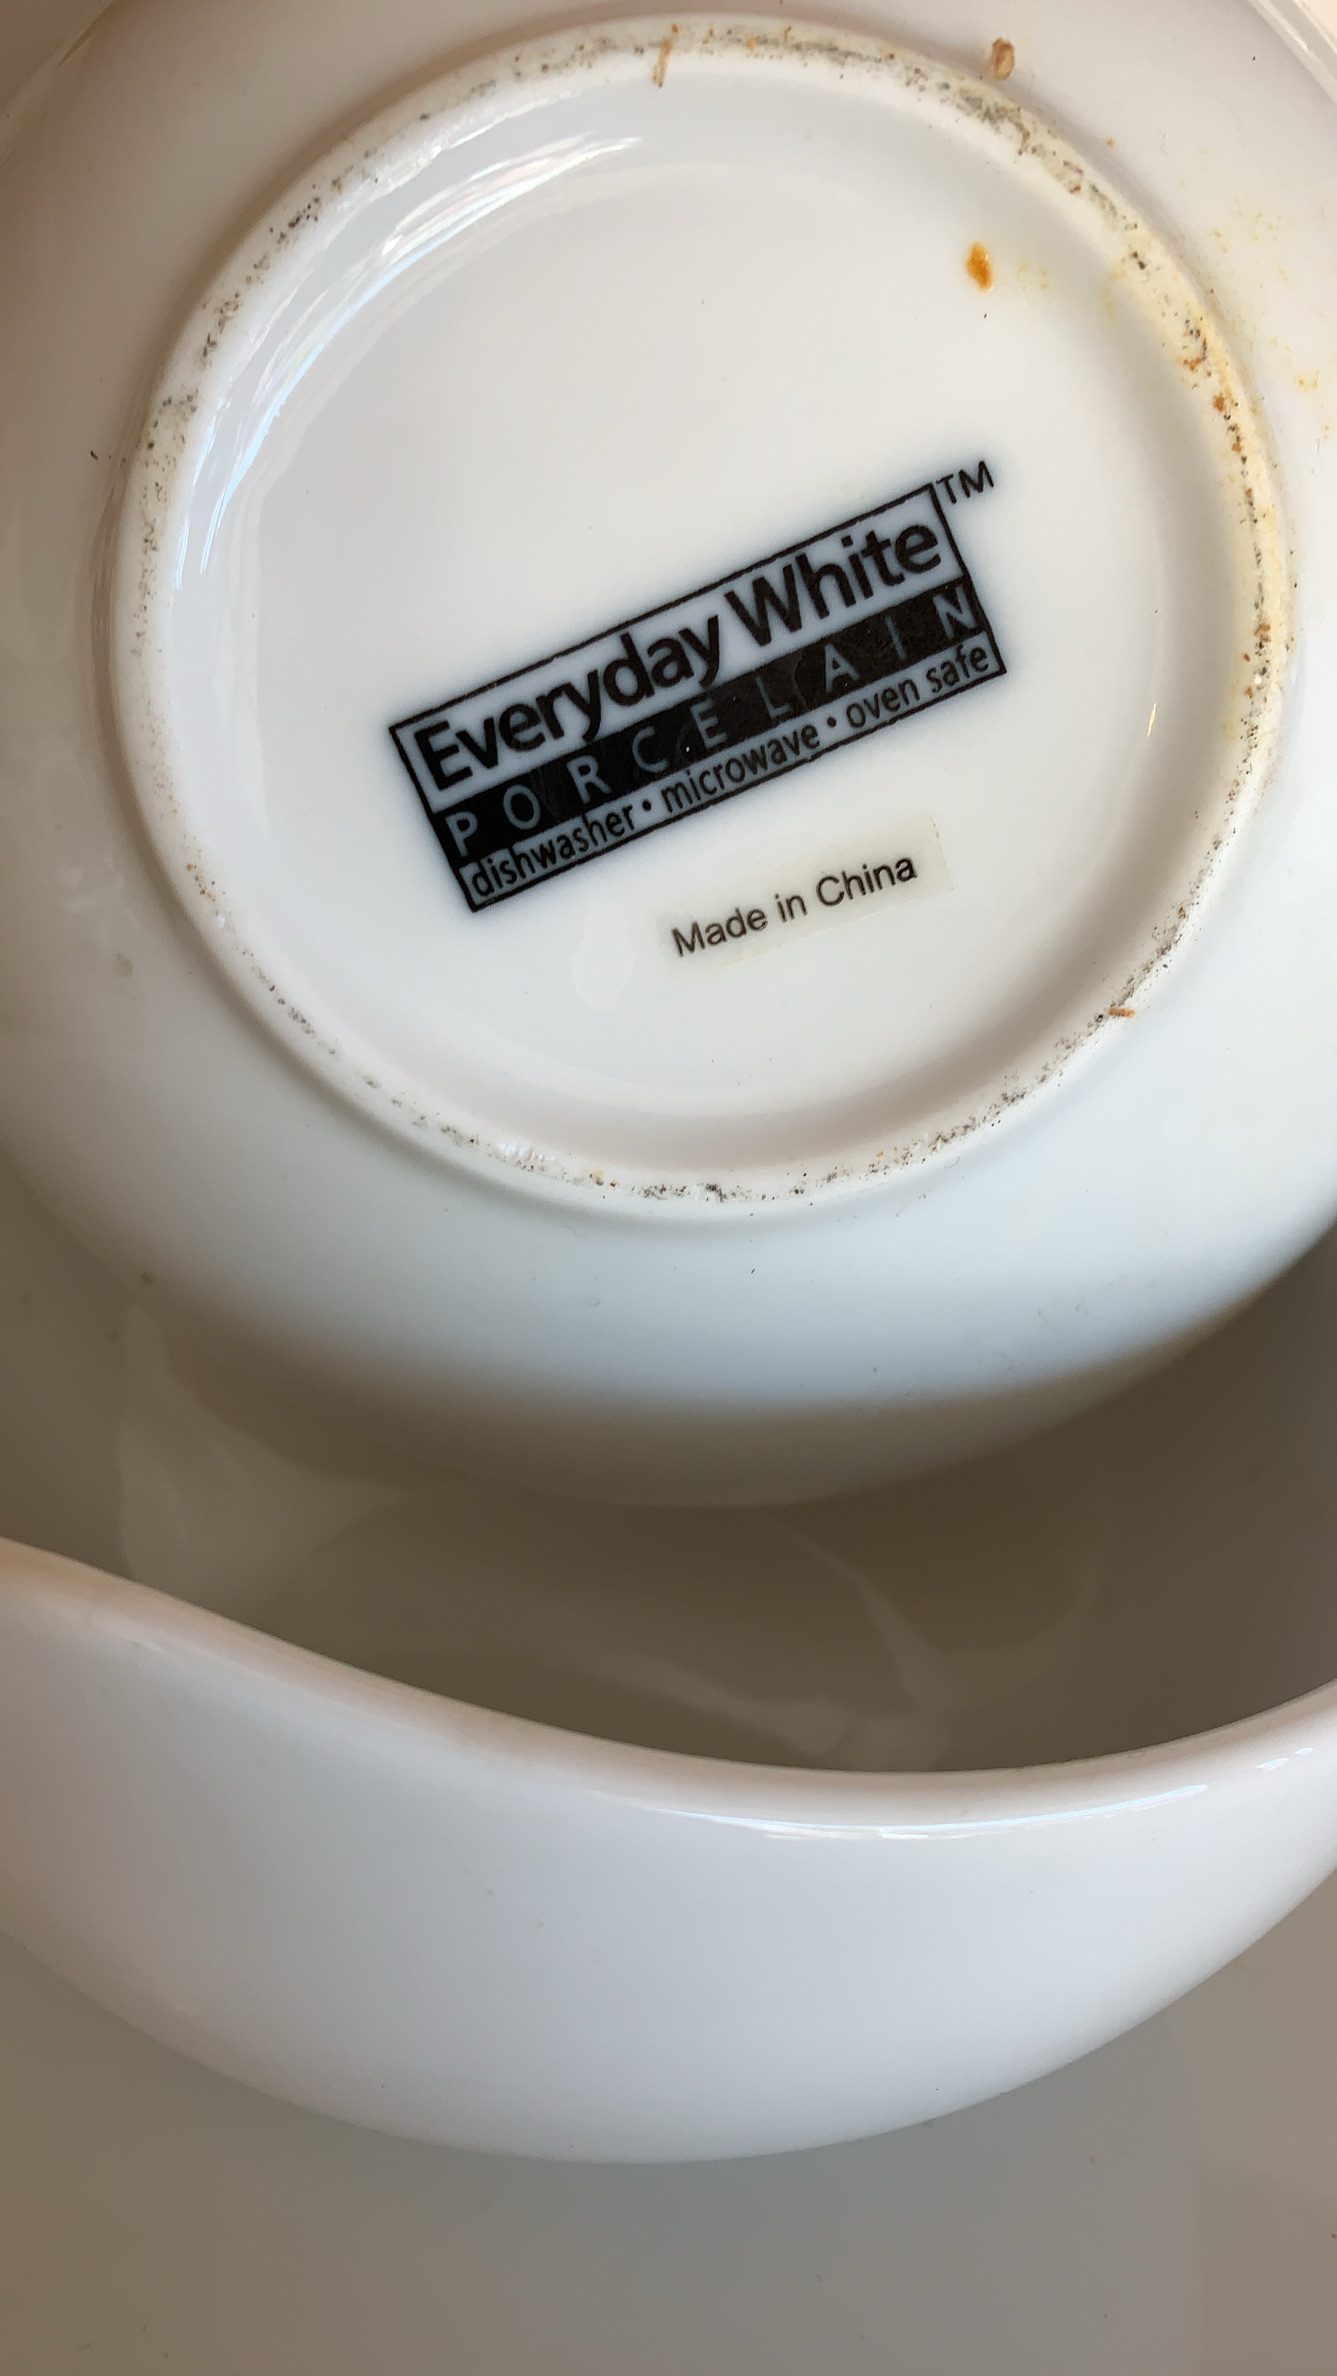 Everyday White™
PORCELAIN
dishwasher • microwave • oven safe
Made in China